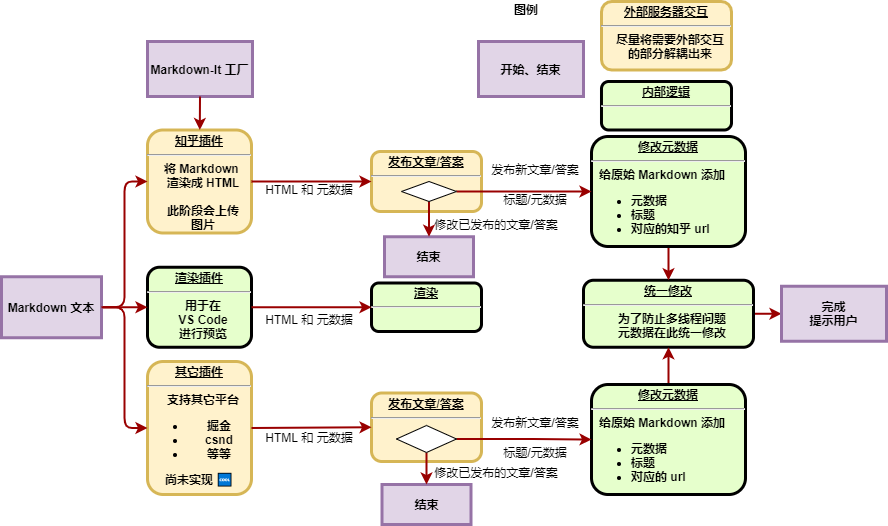 图例
外部服务器交互
尽量将需要外部交互
的部分解耦出来
Markdown-It 工厂
开始、结束
内部逻辑
知乎插件
将 Markdown
渲染成 HTML
此阶段会上传
图片
HTML 和 元数据
发布文章/答案
发布新文章/答案
标题/元数据
修改已发布的文章/答案
结束
修改元数据
给原始 Markdown 添加
• 元数据
• 标题
• 对应的知乎 url
Markdown 文本
渲染插件
用于在
VS Code
进行预览
HTML 和 元数据
渲染
统一修改
为了防止多线程问题
元数据在此统一修改
完成
提示用户
其它插件
支持其它平台
• 掘金
• csnd
• 等等
尚未实现 COOL
HTML 和 元数据
发布文章/答案
发布新文章/答案
标题/元数据
修改已发布的文章/答案
结束
修改元数据
给原始 Markdown 添加
• 元数据
• 标题
• 对应的 url